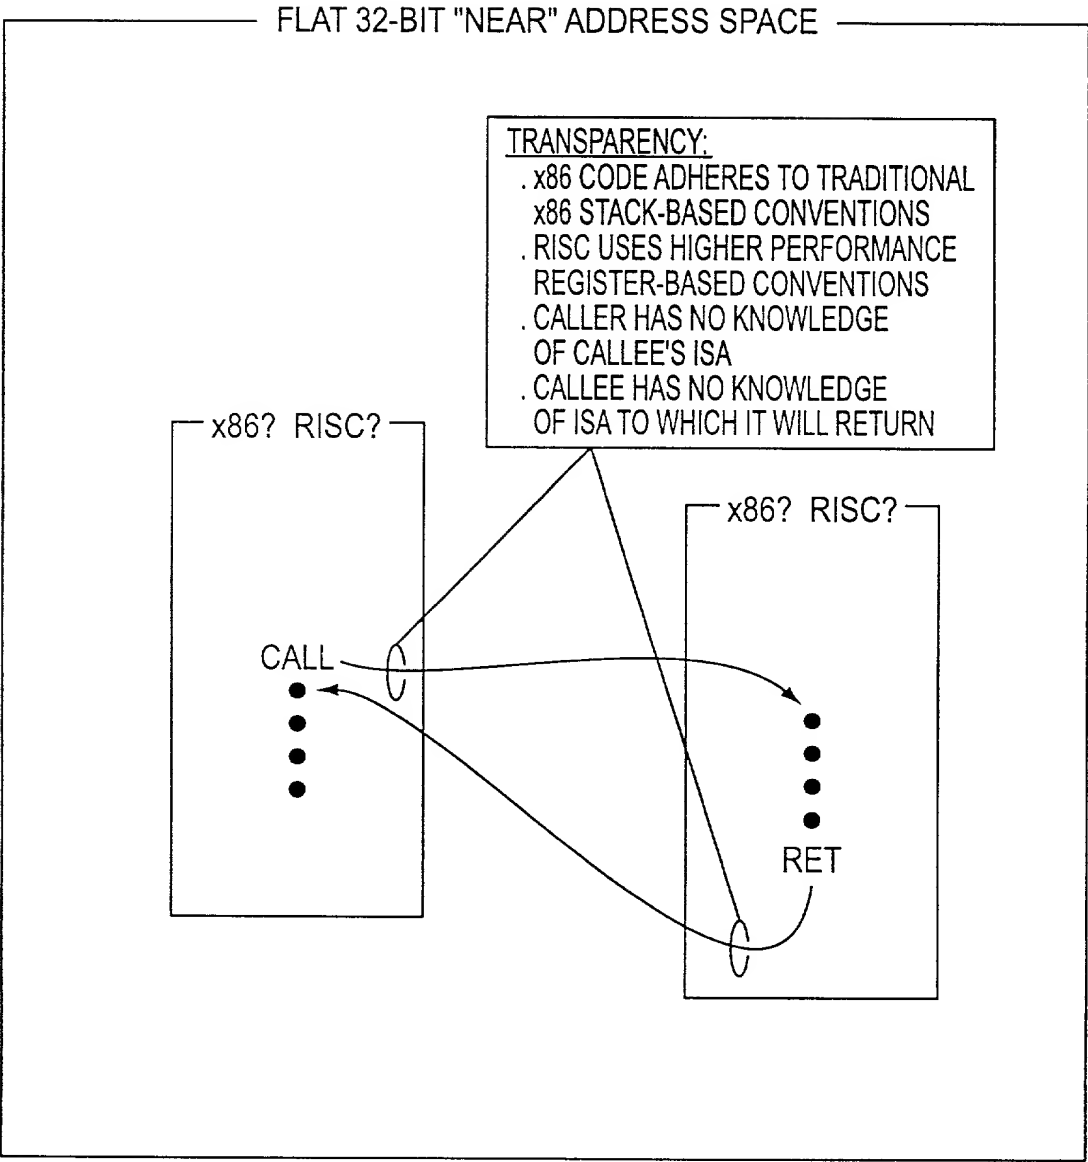 FLAT 32-BIT "NEAR" ADDRESS SPACE
TRANSPARENCY:
. x86 CODE ADHERES TO TRADITIONAL
x86 STACK-BASED CONVENTIONS
. RISC USES HIGHER PERFORMANCE
REGISTER-BASED CONVENTIONS
. CALLER HAS NO KNOWLEDGE
OF CALLEE'S ISA
. CALLEE HAS NO KNOWLEDGE
OF ISA TO WHICH IT WILL RETURN
x86? RISC?
x86? RISC?
CALL
RET